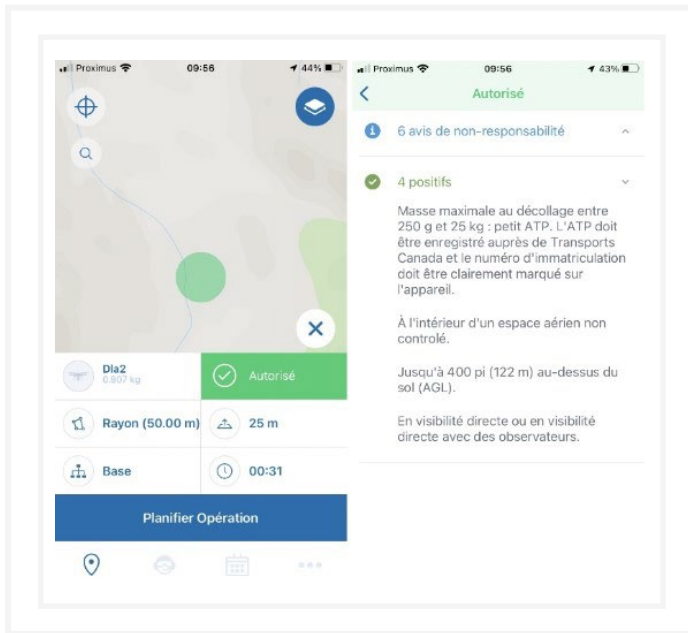 Proximus 09:56 44%
Dla2
0.907 kg
Autorisé
Rayon (50.00 m)
25 m
Base
00:31
Planifier Opération
Proximus 09:56 43%
Autorisé
6 avis de non-responsabilité
4 positifs
Masse maximale au décollage entre
250 g et 25 kg : petit ATP. L'ATP doit
être enregistré auprès de Transports
Canada et le numéro d'immatriculation
doit être clairement marqué sur
l'appareil.
À l'intérieur d'un espace aérien non
controlé.
Jusqu'à 400 pi (122 m) au-dessus du
sol (AGL).
En visibilité directe ou en visibilité
directe avec des observateurs.